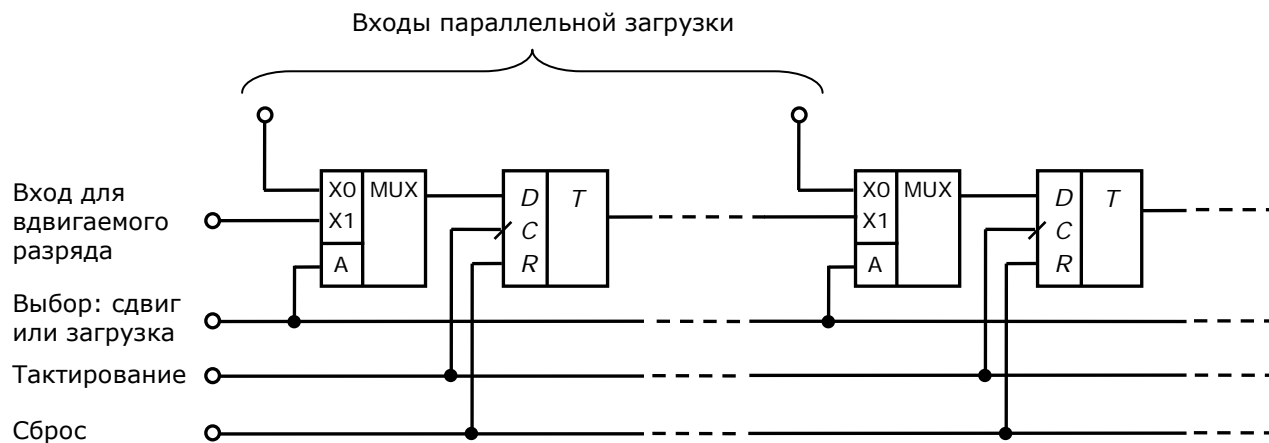 Входы параллельной загрузки
X0 MUX
X1
A
D T
C
R
X0 MUX
X1
A
D T
C
R
Вход для
вдвигаемого
разряда
Выбор: сдвиг
или загрузка
Тактирование
Сброс